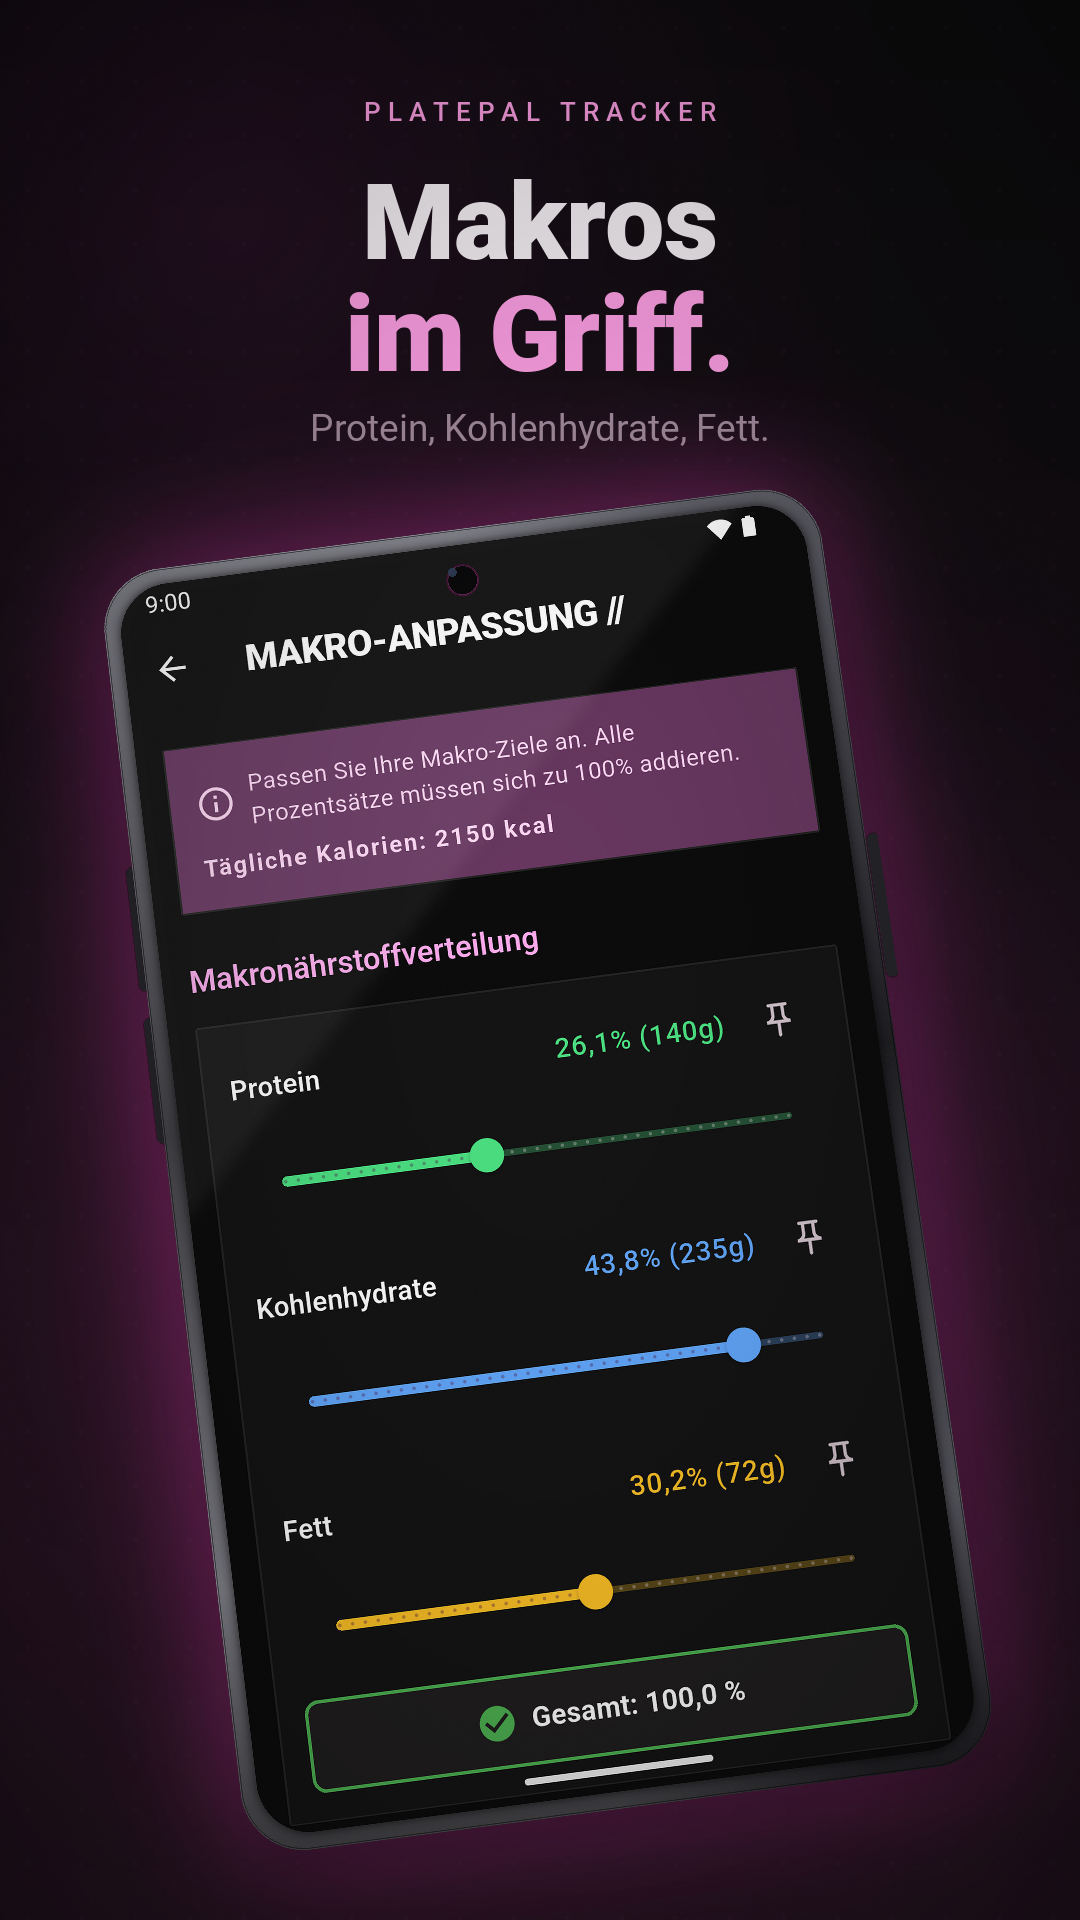 PLATEPAL TRACKER
Makros
im Griff.
Protein, Kohlenhydrate, Fett.
9:00
MAKRO-ANPASSUNG //
Passen Sie Ihre Makro-Ziele an. Alle
Prozentsätze müssen sich zu 100% addieren.
Tägliche Kalorien: 2150 kcal
Makronährstoffverteilung
Protein 26,1% (140g)
Kohlenhydrate 43,8% (235g)
Fett 30,2% (72g)
Gesamt: 100,0 %